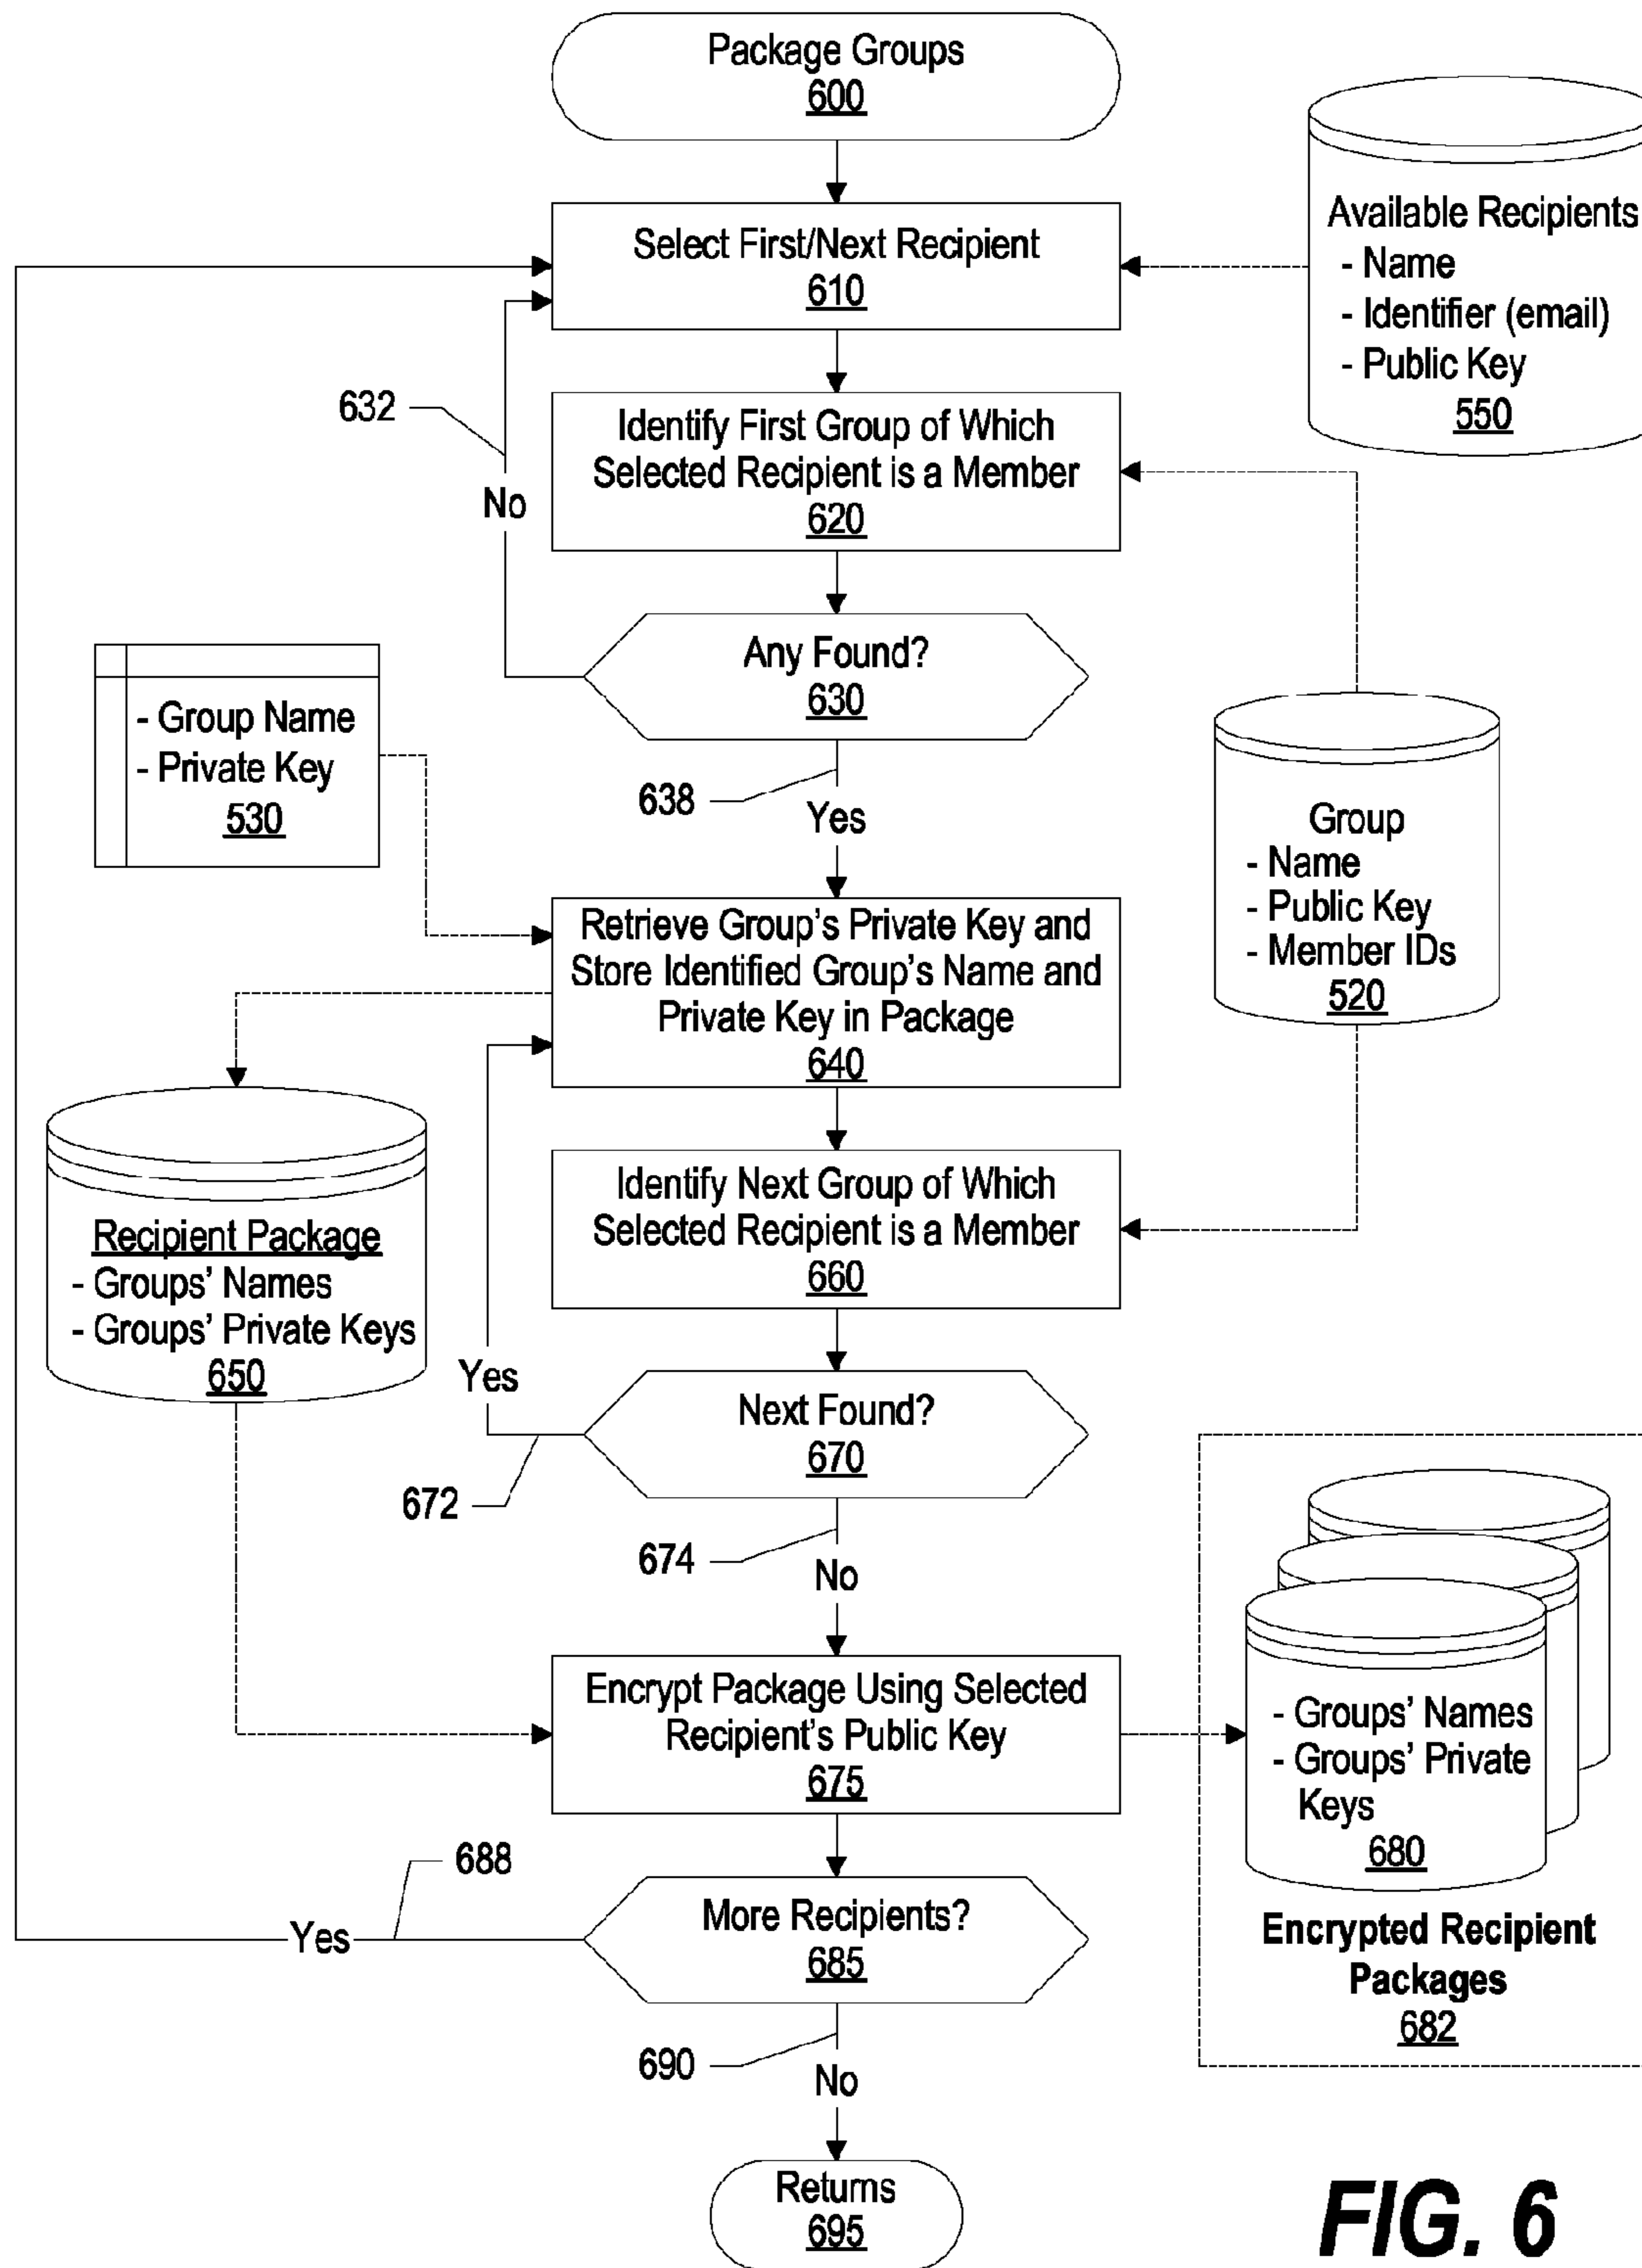 Package Groups
600
Available Recipients
- Name
- Identifier (email)
- Public Key
550
Select First/Next Recipient
610
632
No
Identify First Group of Which
Selected Recipient is a Member
620
Any Found?
630
- Group Name
- Private Key
530
638
Yes
Group
- Name
- Public Key
- Member IDs
520
Retrieve Group's Private Key and
Store Identified Group's Name and
Private Key in Package
640
Recipient Package
- Groups' Names
- Groups' Private Keys
650
Identify Next Group of Which
Selected Recipient is a Member
660
Yes
672
Next Found?
670
674
No
Encrypt Package Using Selected
Recipient's Public Key
675
- Groups' Names
- Groups' Private
Keys
680
Encrypted Recipient
Packages
682
688
Yes
More Recipients?
685
690
No
Returns
695
FIG. 6